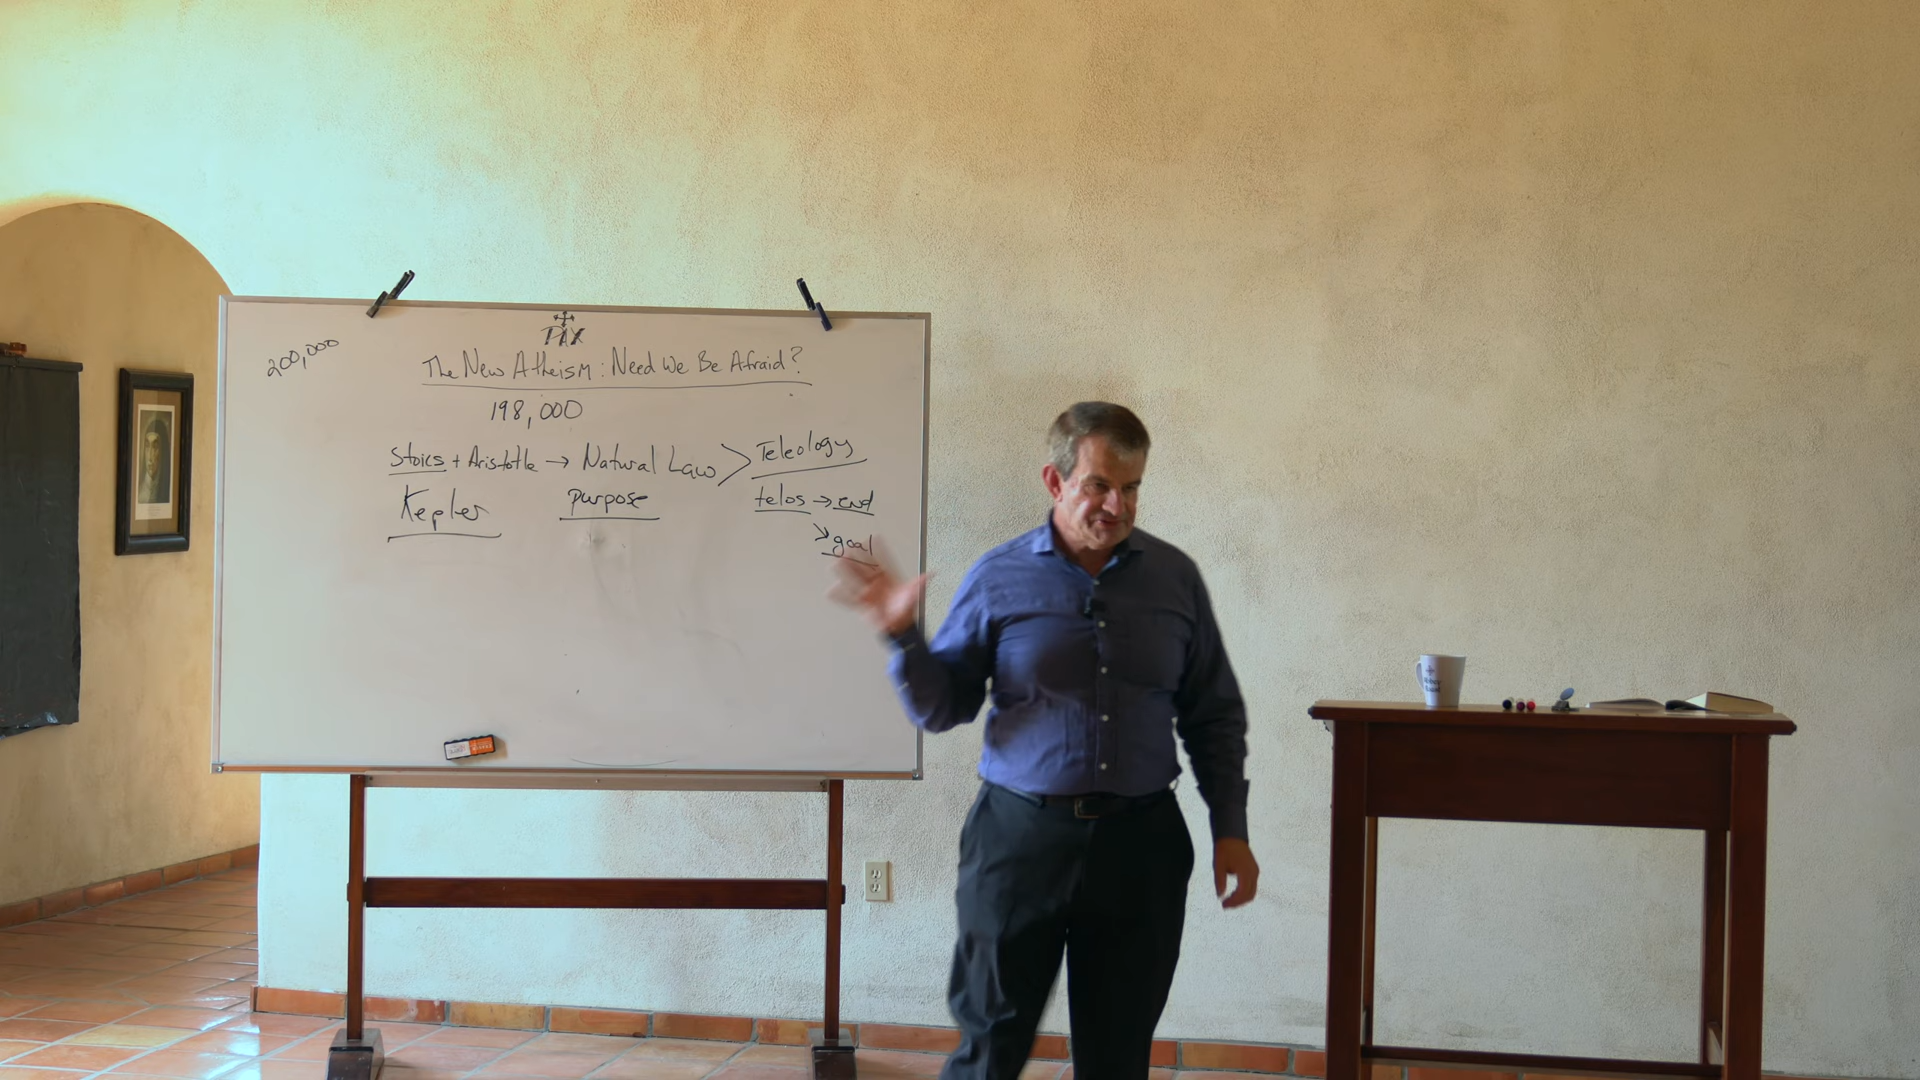 PAX
200,000
The New Atheism: Need We Be Afraid?
198,000
Stoics + Aristotle → Natural Law > Teleology
Kepler purpose telos → end
↘ goal